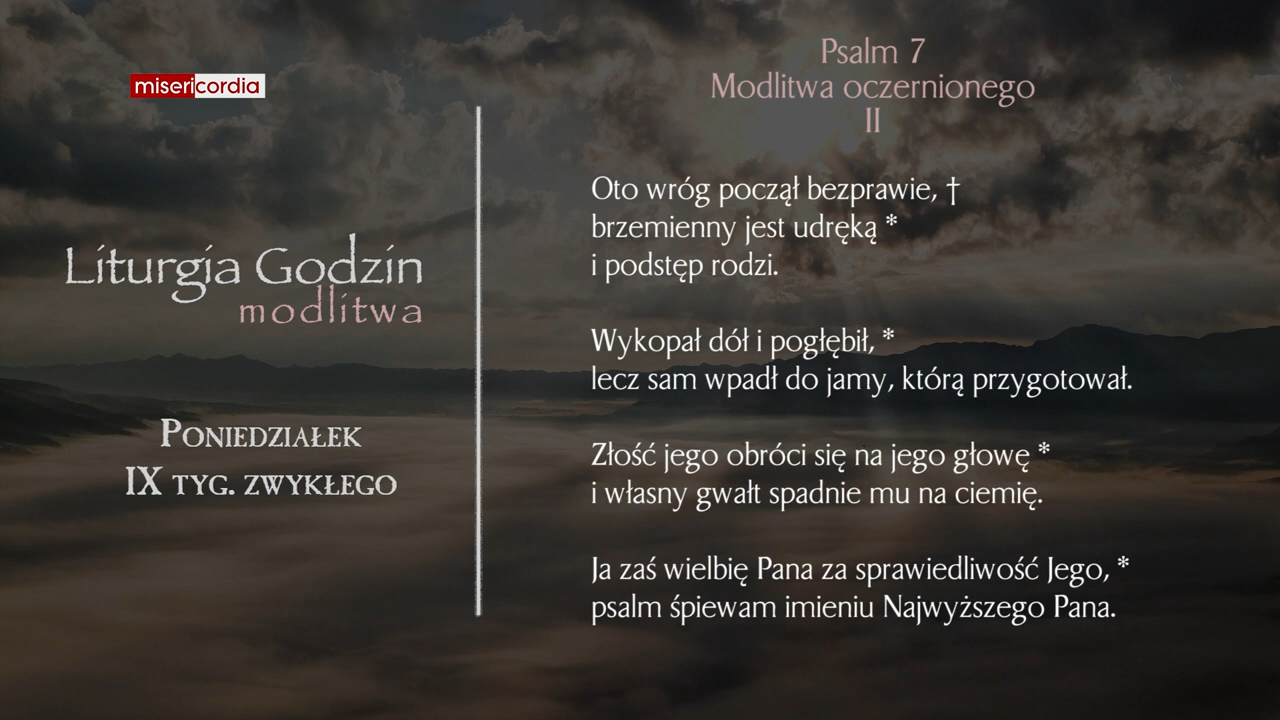 misericordia
Liturgia Godzin
modlitwa
Poniedziałek
IX tyg. zwykłego
Psalm 7
Modlitwa oczernionego
II
Oto wróg począł bezprawie, †
brzemienny jest udręką *
i podstęp rodzi.
Wykopał dół i pogłębił, *
lecz sam wpadł do jamy, którą przygotował.
Złość jego obróci się na jego głowę *
i własny gwałt spadnie mu na ciemię.
Ja zaś wielbię Pana za sprawiedliwość Jego, *
psalm śpiewam imieniu Najwyższego Pana.